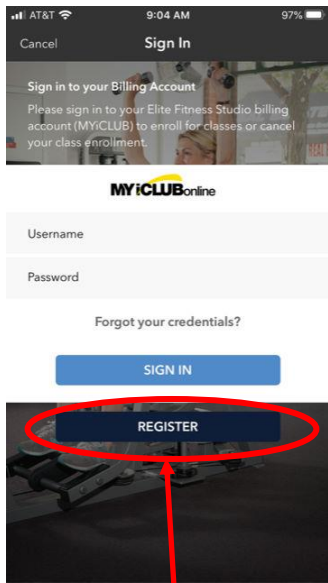 AT&T 9:04 AM 97%
Cancel Sign In
Sign in to your Billing Account
Please sign in to your Elite Fitness Studio billing
account (MYiCLUB) to enroll for classes or cancel
your class enrollment.
MYiCLUBonline
Username
Password
Forgot your credentials?
SIGN IN
REGISTER